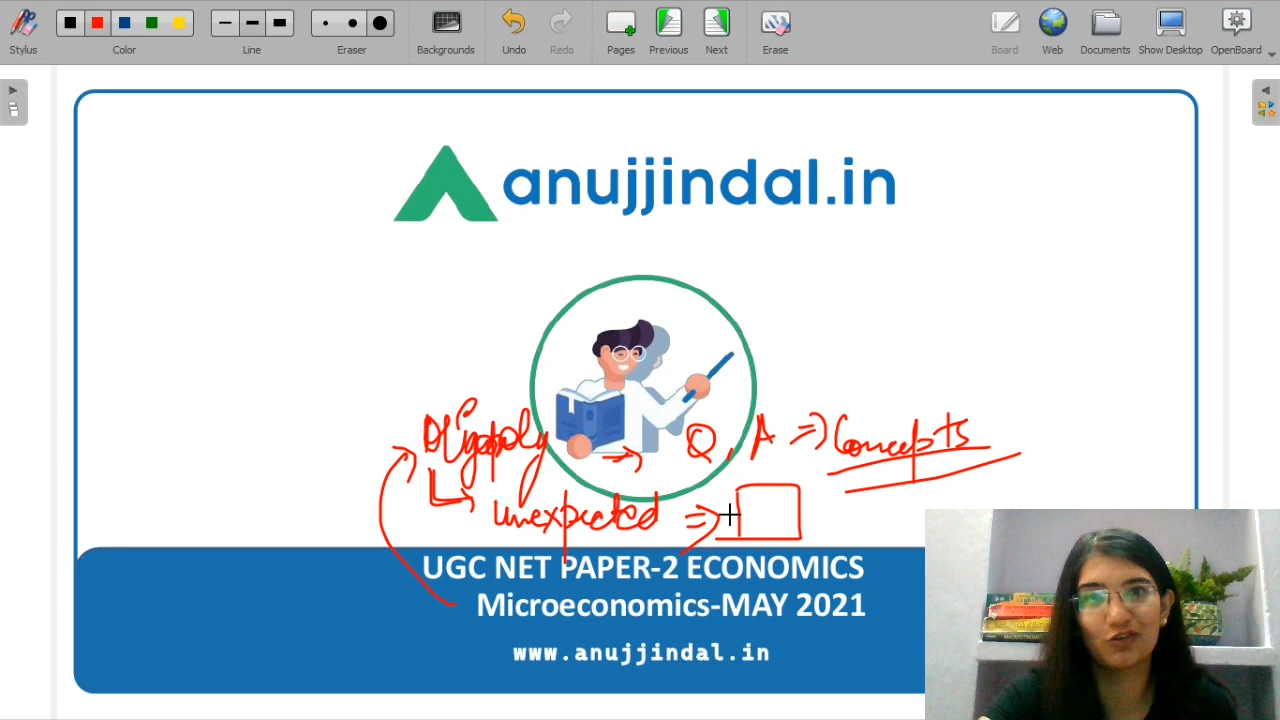 Stylus Color Line Eraser Backgrounds Undo Redo Pages Previous Next Erase Board Web Documents Show Desktop OpenBoard
anujjindal.in
Oligopoly → Q, A ⇒ Concepts
unexpected ⇒
UGC NET PAPER-2 ECONOMICS
Microeconomics-MAY 2021
www.anujjindal.in